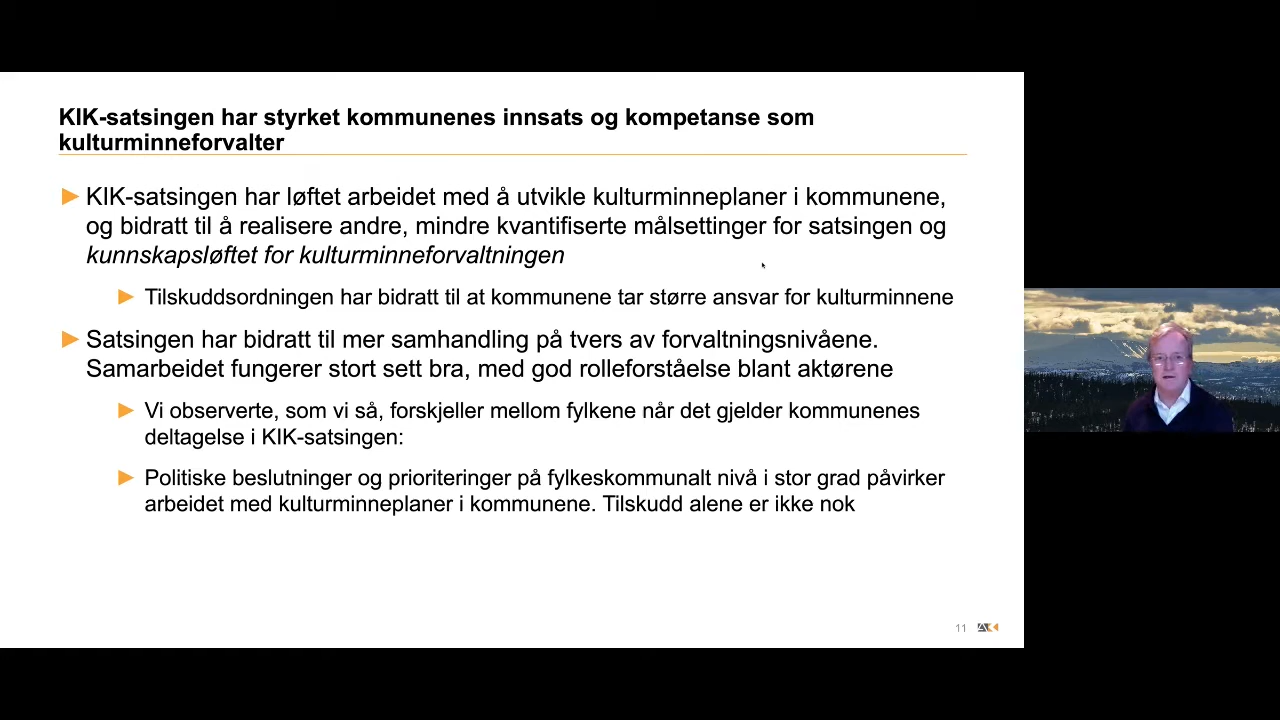 KIK-satsingen har styrket kommunenes innsats og kompetanse som
kulturminneforvalter
KIK-satsingen har løftet arbeidet med å utvikle kulturminneplaner i kommunene,
og bidratt til å realisere andre, mindre kvantifiserte målsettinger for satsingen og
kunnskapsløftet for kulturminneforvaltningen
Tilskuddsordningen har bidratt til at kommunene tar større ansvar for kulturminnene
Satsingen har bidratt til mer samhandling på tvers av forvaltningsnivåene.
Samarbeidet fungerer stort sett bra, med god rolleforståelse blant aktørene
Vi observerte, som vi så, forskjeller mellom fylkene når det gjelder kommunenes
deltagelse i KIK-satsingen:
Politiske beslutninger og prioriteringer på fylkeskommunalt nivå i stor grad påvirker
arbeidet med kulturminneplaner i kommunene. Tilskudd alene er ikke nok
11